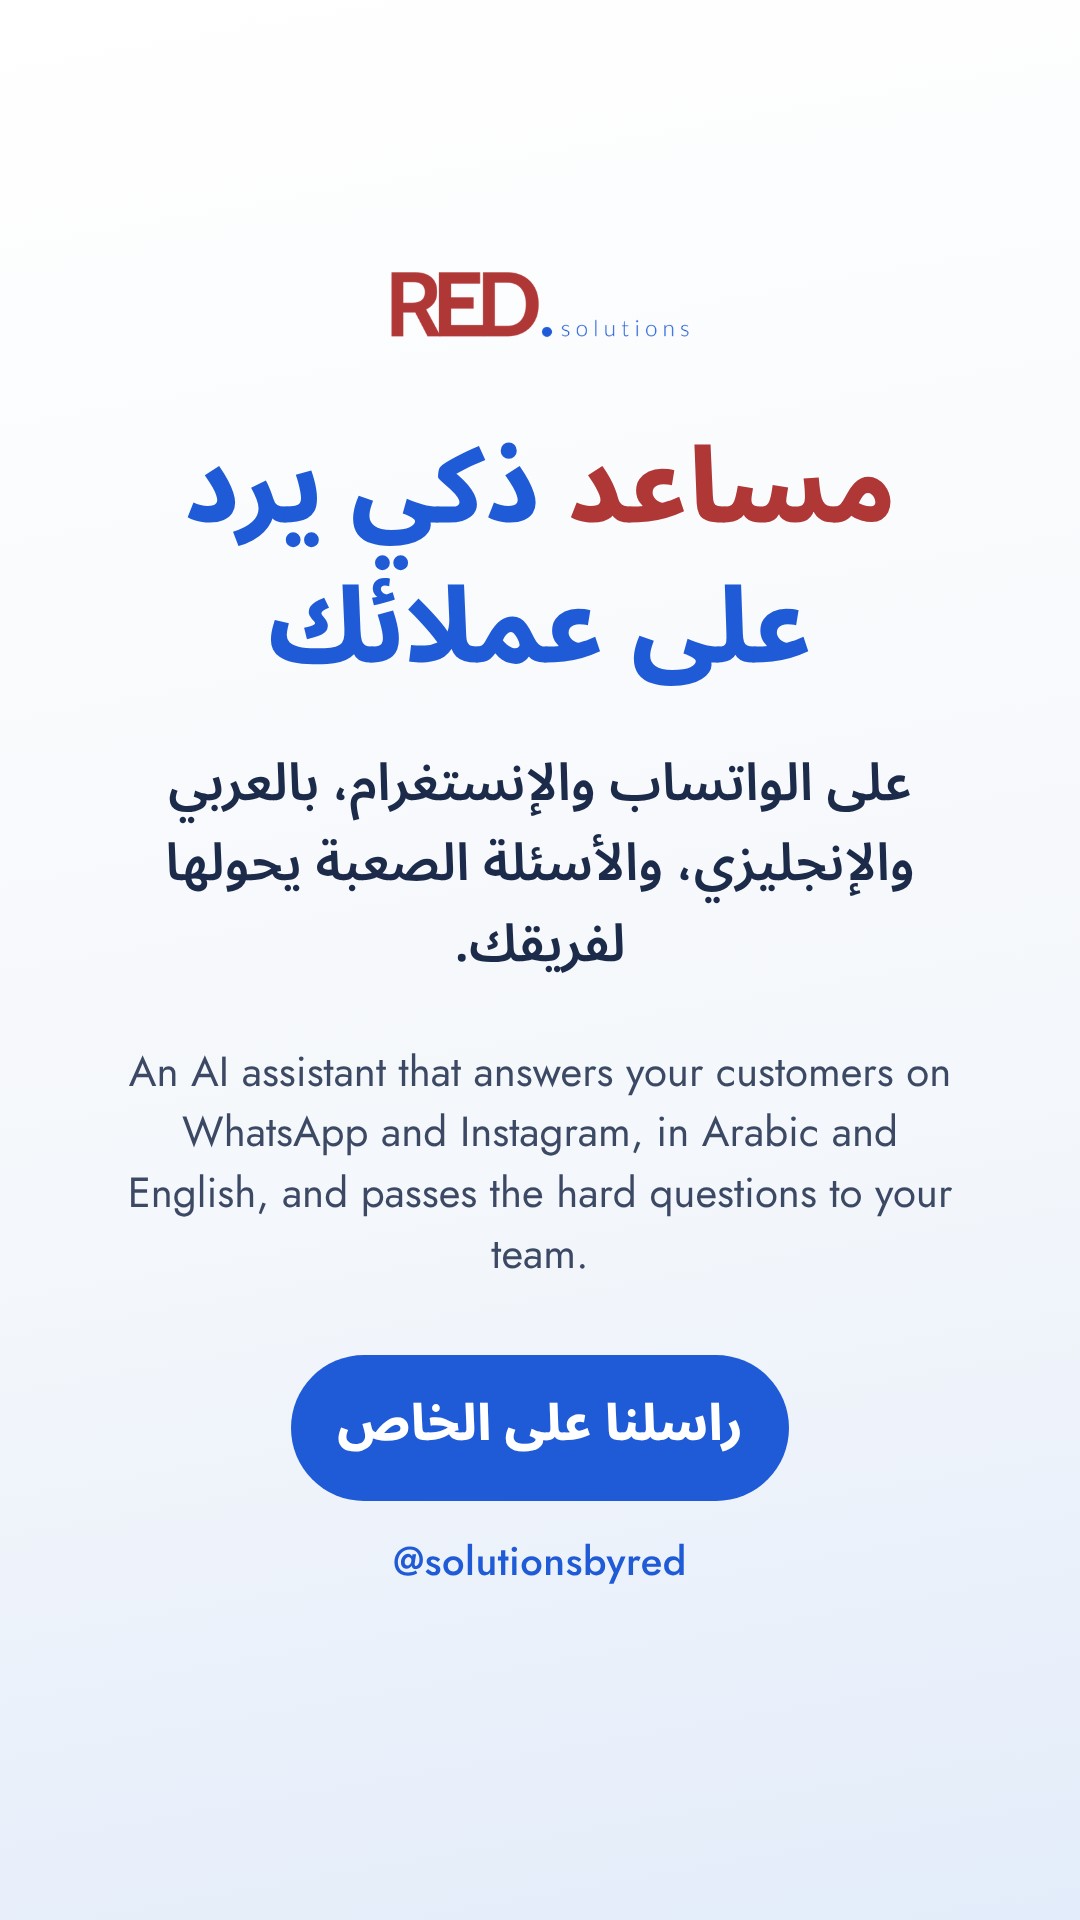 RED.solutions
مساعد ذكي يرد
على عملائك
على الواتساب والإنستغرام، بالعربي
والإنجليزي، والأسئلة الصعبة يحولها
لفريقك.
An AI assistant that answers your customers on
WhatsApp and Instagram, in Arabic and
English, and passes the hard questions to your
team.
راسلنا على الخاص
@solutionsbyred